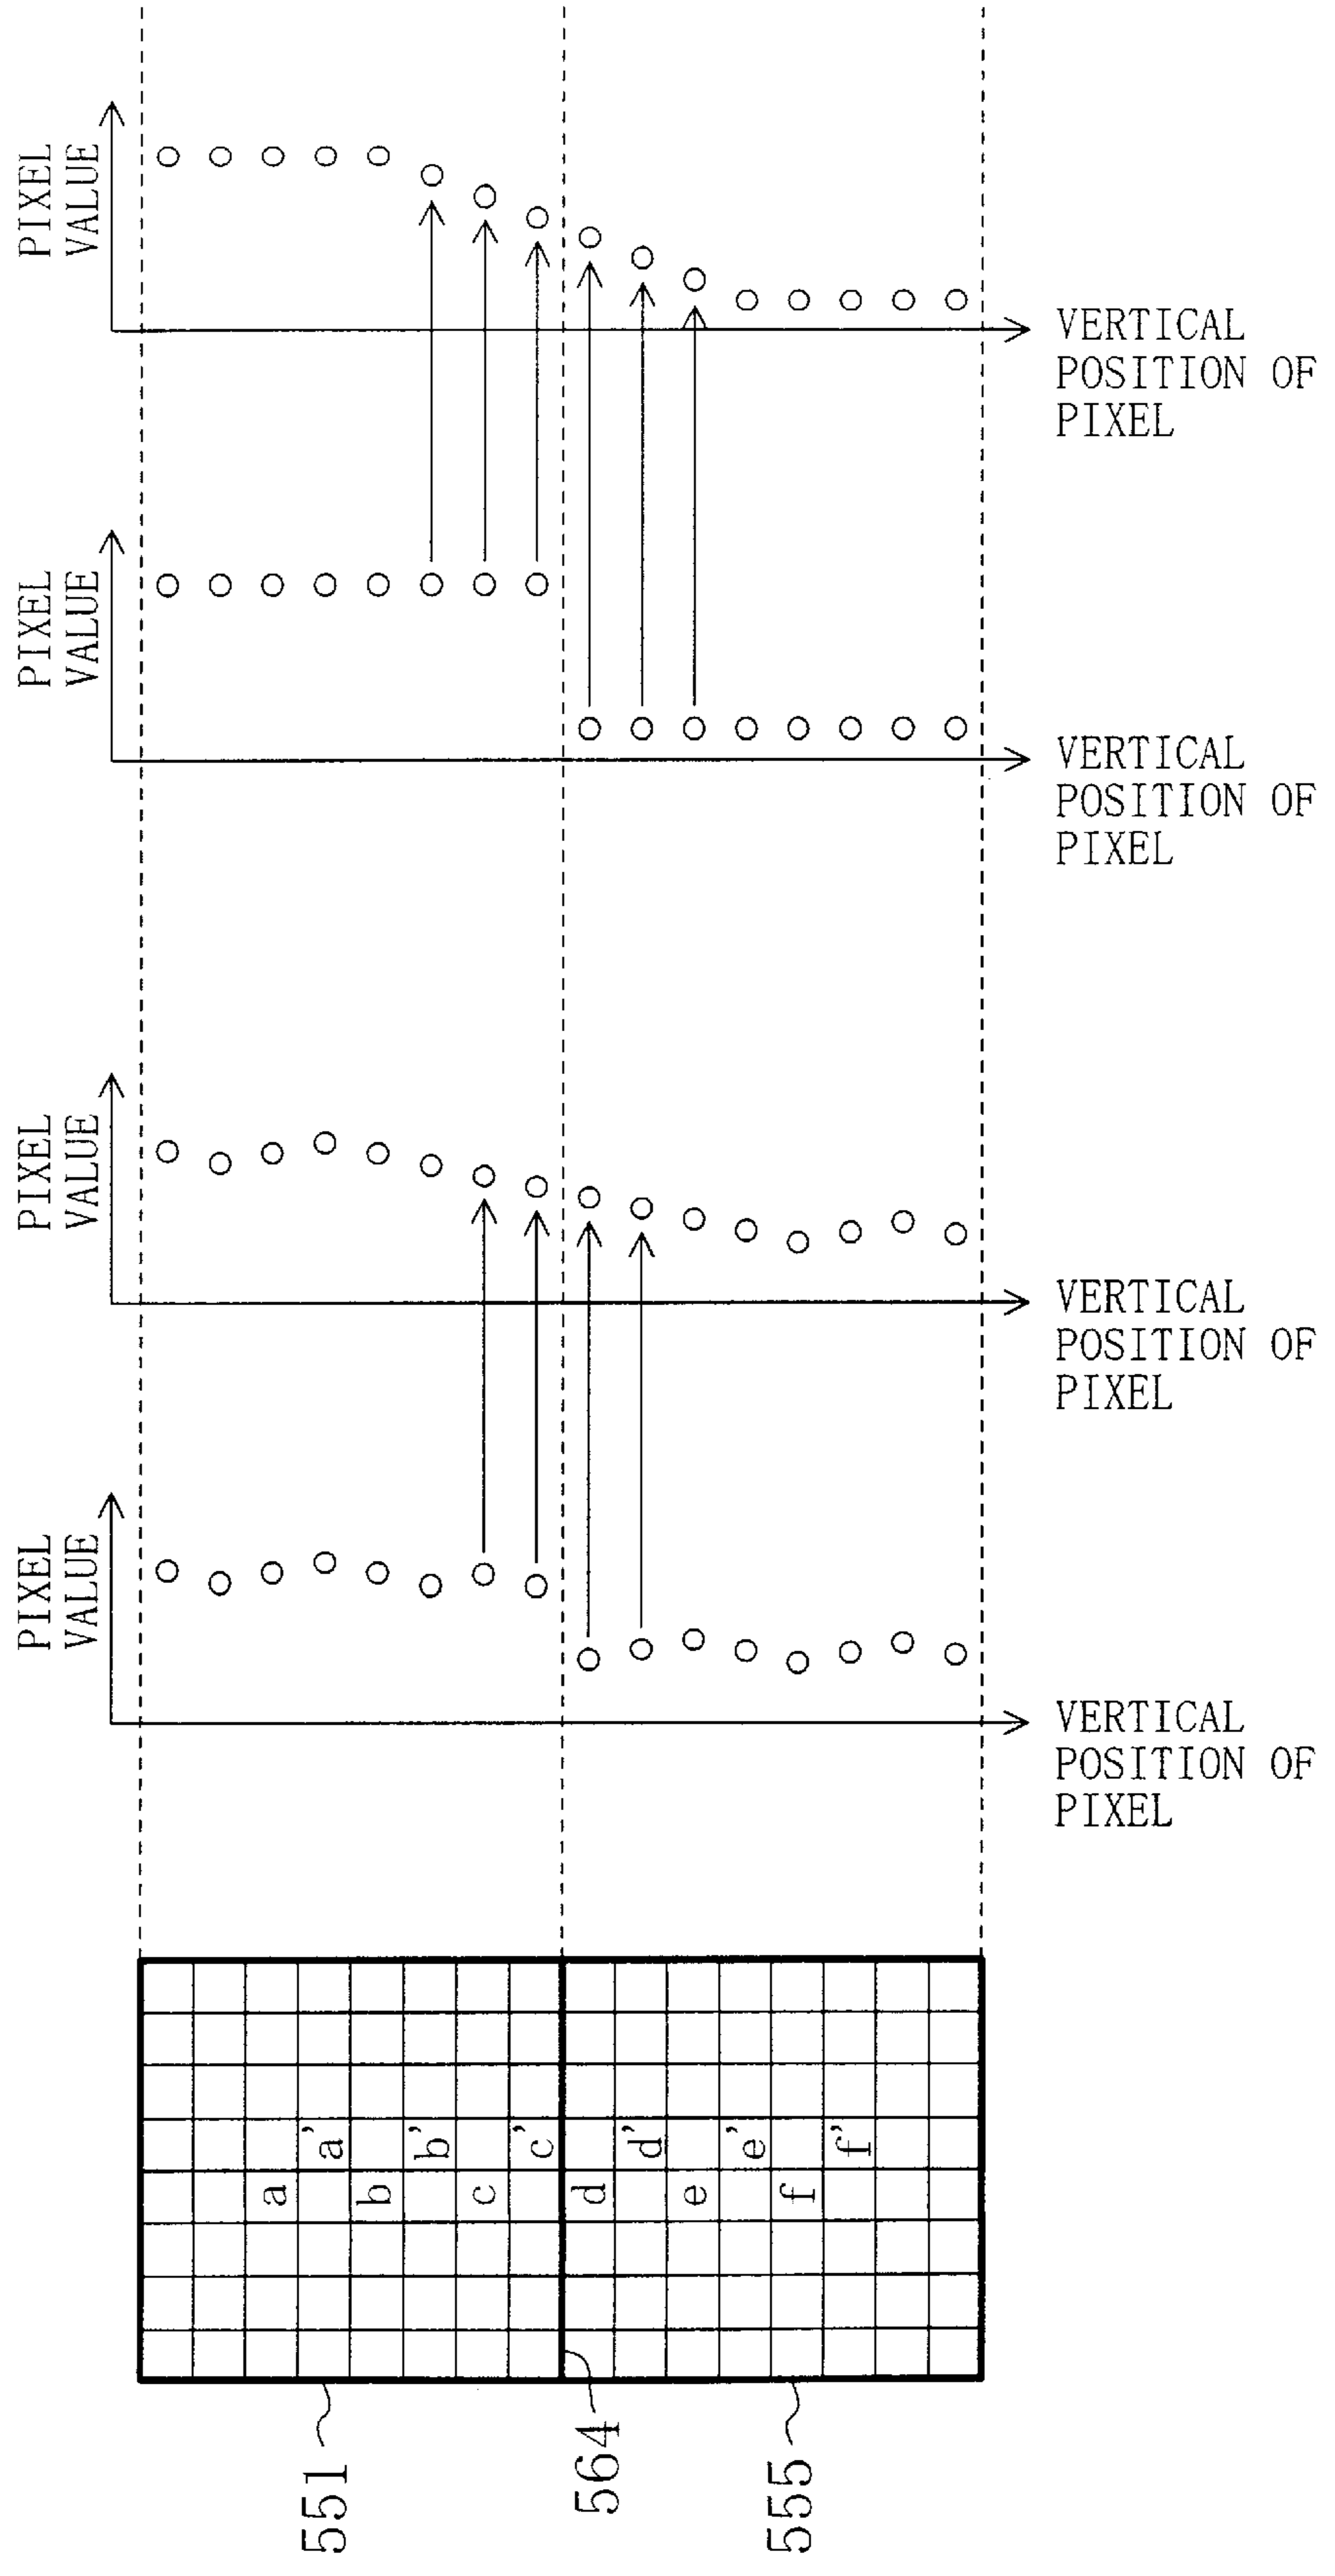 PIXEL
VALUE
VERTICAL
POSITION OF
PIXEL
PIXEL
VALUE
VERTICAL
POSITION OF
PIXEL
PIXEL
VALUE
VERTICAL
POSITION OF
PIXEL
PIXEL
VALUE
VERTICAL
POSITION OF
PIXEL
a a'
b b'
c c'
d d'
e e'
f f'
551
564
555